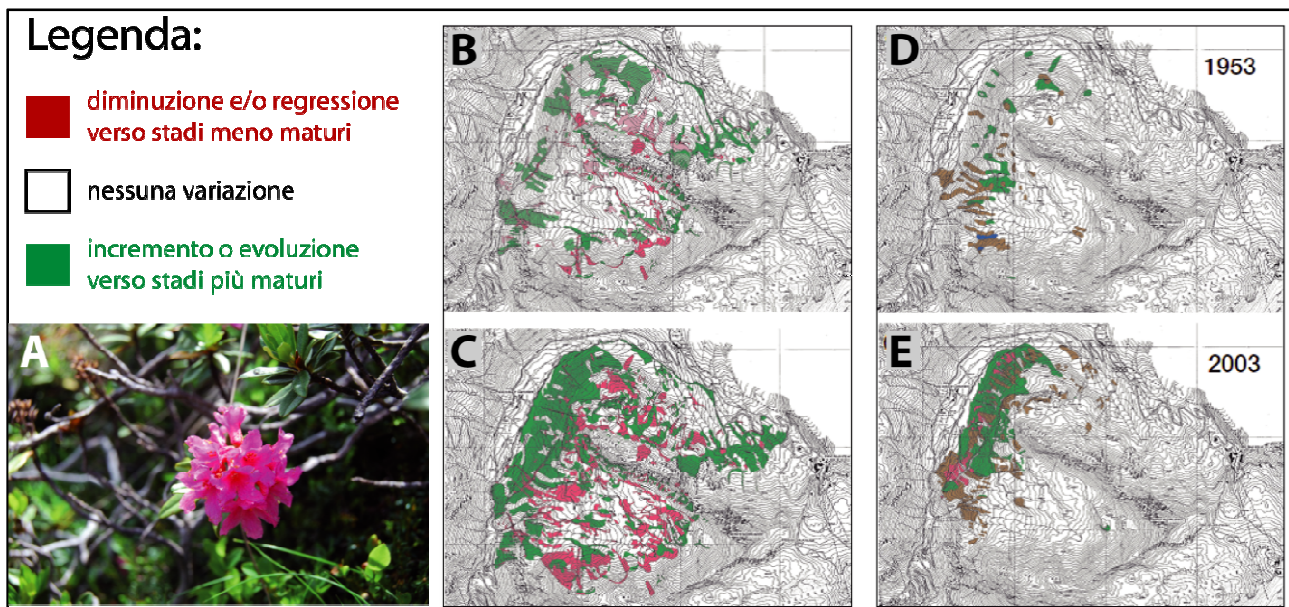 Legenda:
diminuzione e/o regressione
verso stadi meno maturi
nessuna variazione
incremento o evoluzione
verso stadi più maturi
A
B
C
D
1953
E
2003